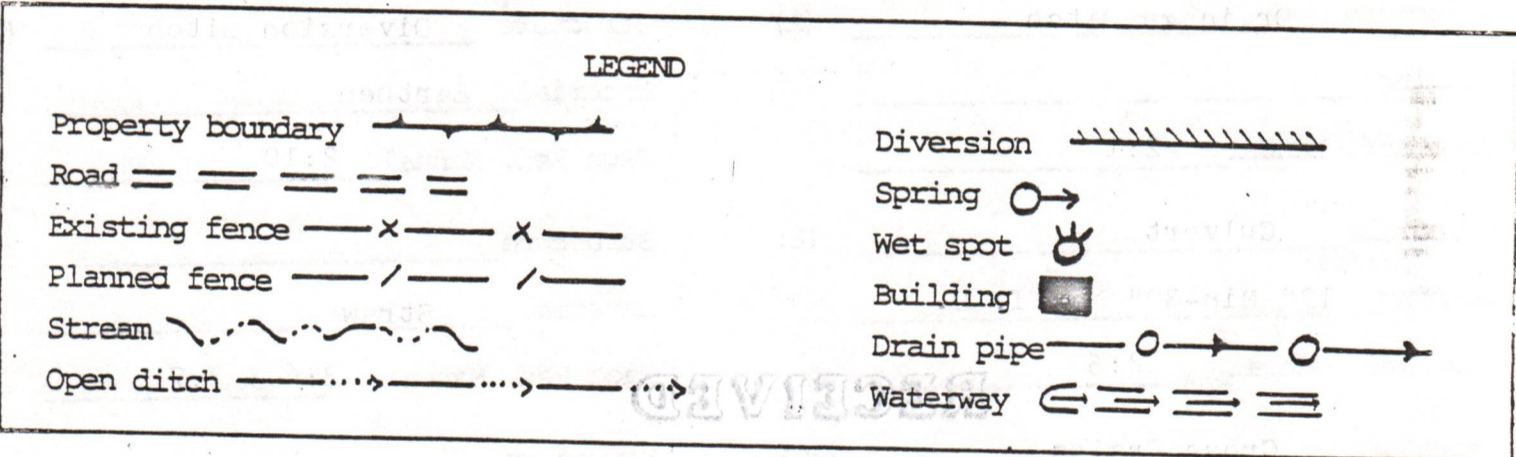 LEGEND
Property boundary
Road
Existing fence
Planned fence
Stream
Open ditch
Diversion
Spring
Wet spot
Building
Drain pipe
Waterway
RECEIVED